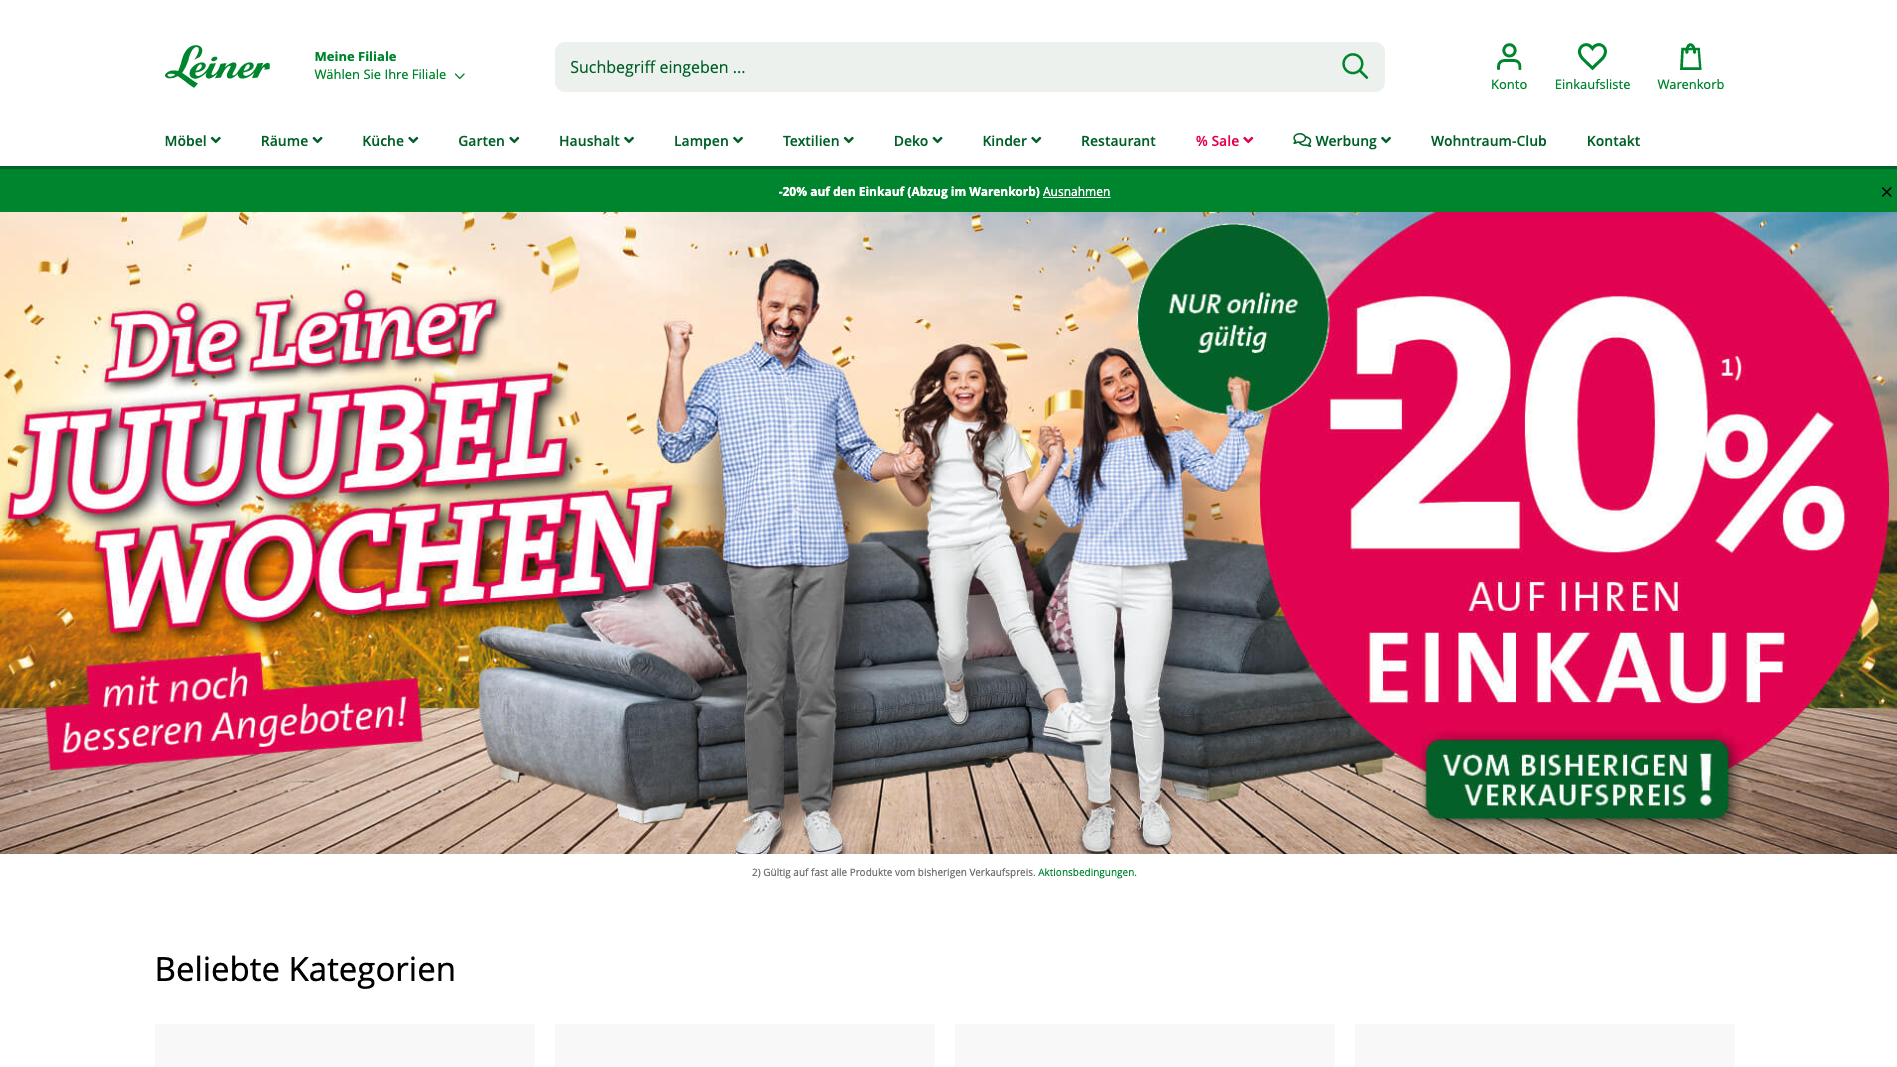 Leiner
Meine Filiale
Wählen Sie Ihre Filiale
Suchbegriff eingeben ...
Konto
Einkaufsliste
Warenkorb
Möbel
Räume
Küche
Garten
Haushalt
Lampen
Textilien
Deko
Kinder
Restaurant
% Sale
Werbung
Wohntraum-Club
Kontakt
-20% auf den Einkauf (Abzug im Warenkorb) Ausnahmen
Die Leiner
JUUUBEL
WOCHEN
mit noch
besseren Angeboten!
NUR online
gültig
-20% 1)
AUF IHREN
EINKAUF
VOM BISHERIGEN
VERKAUFSPREIS!
2) Gültig auf fast alle Produkte vom bisherigen Verkaufspreis. Aktionsbedingungen.
Beliebte Kategorien